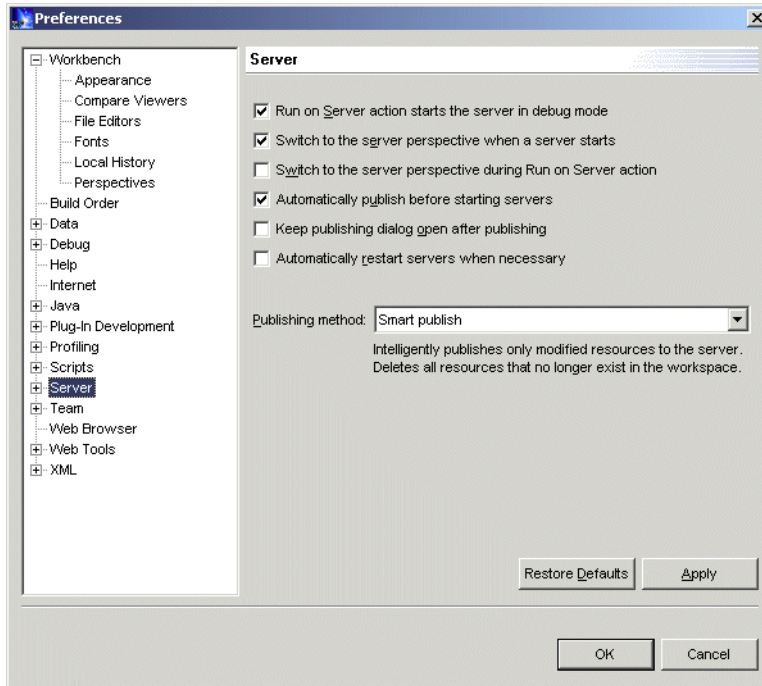 Preferences
Workbench
Appearance
Compare Viewers
File Editors
Fonts
Local History
Perspectives
Build Order
Data
Debug
Help
Internet
Java
Plug-In Development
Profiling
Scripts
Server
Team
Web Browser
Web Tools
XML
Server
Run on Server action starts the server in debug mode
Switch to the server perspective when a server starts
Switch to the server perspective during Run on Server action
Automatically publish before starting servers
Keep publishing dialog open after publishing
Automatically restart servers when necessary
Publishing method: Smart publish
Intelligently publishes only modified resources to the server.
Deletes all resources that no longer exist in the workspace.
Restore Defaults Apply
OK Cancel